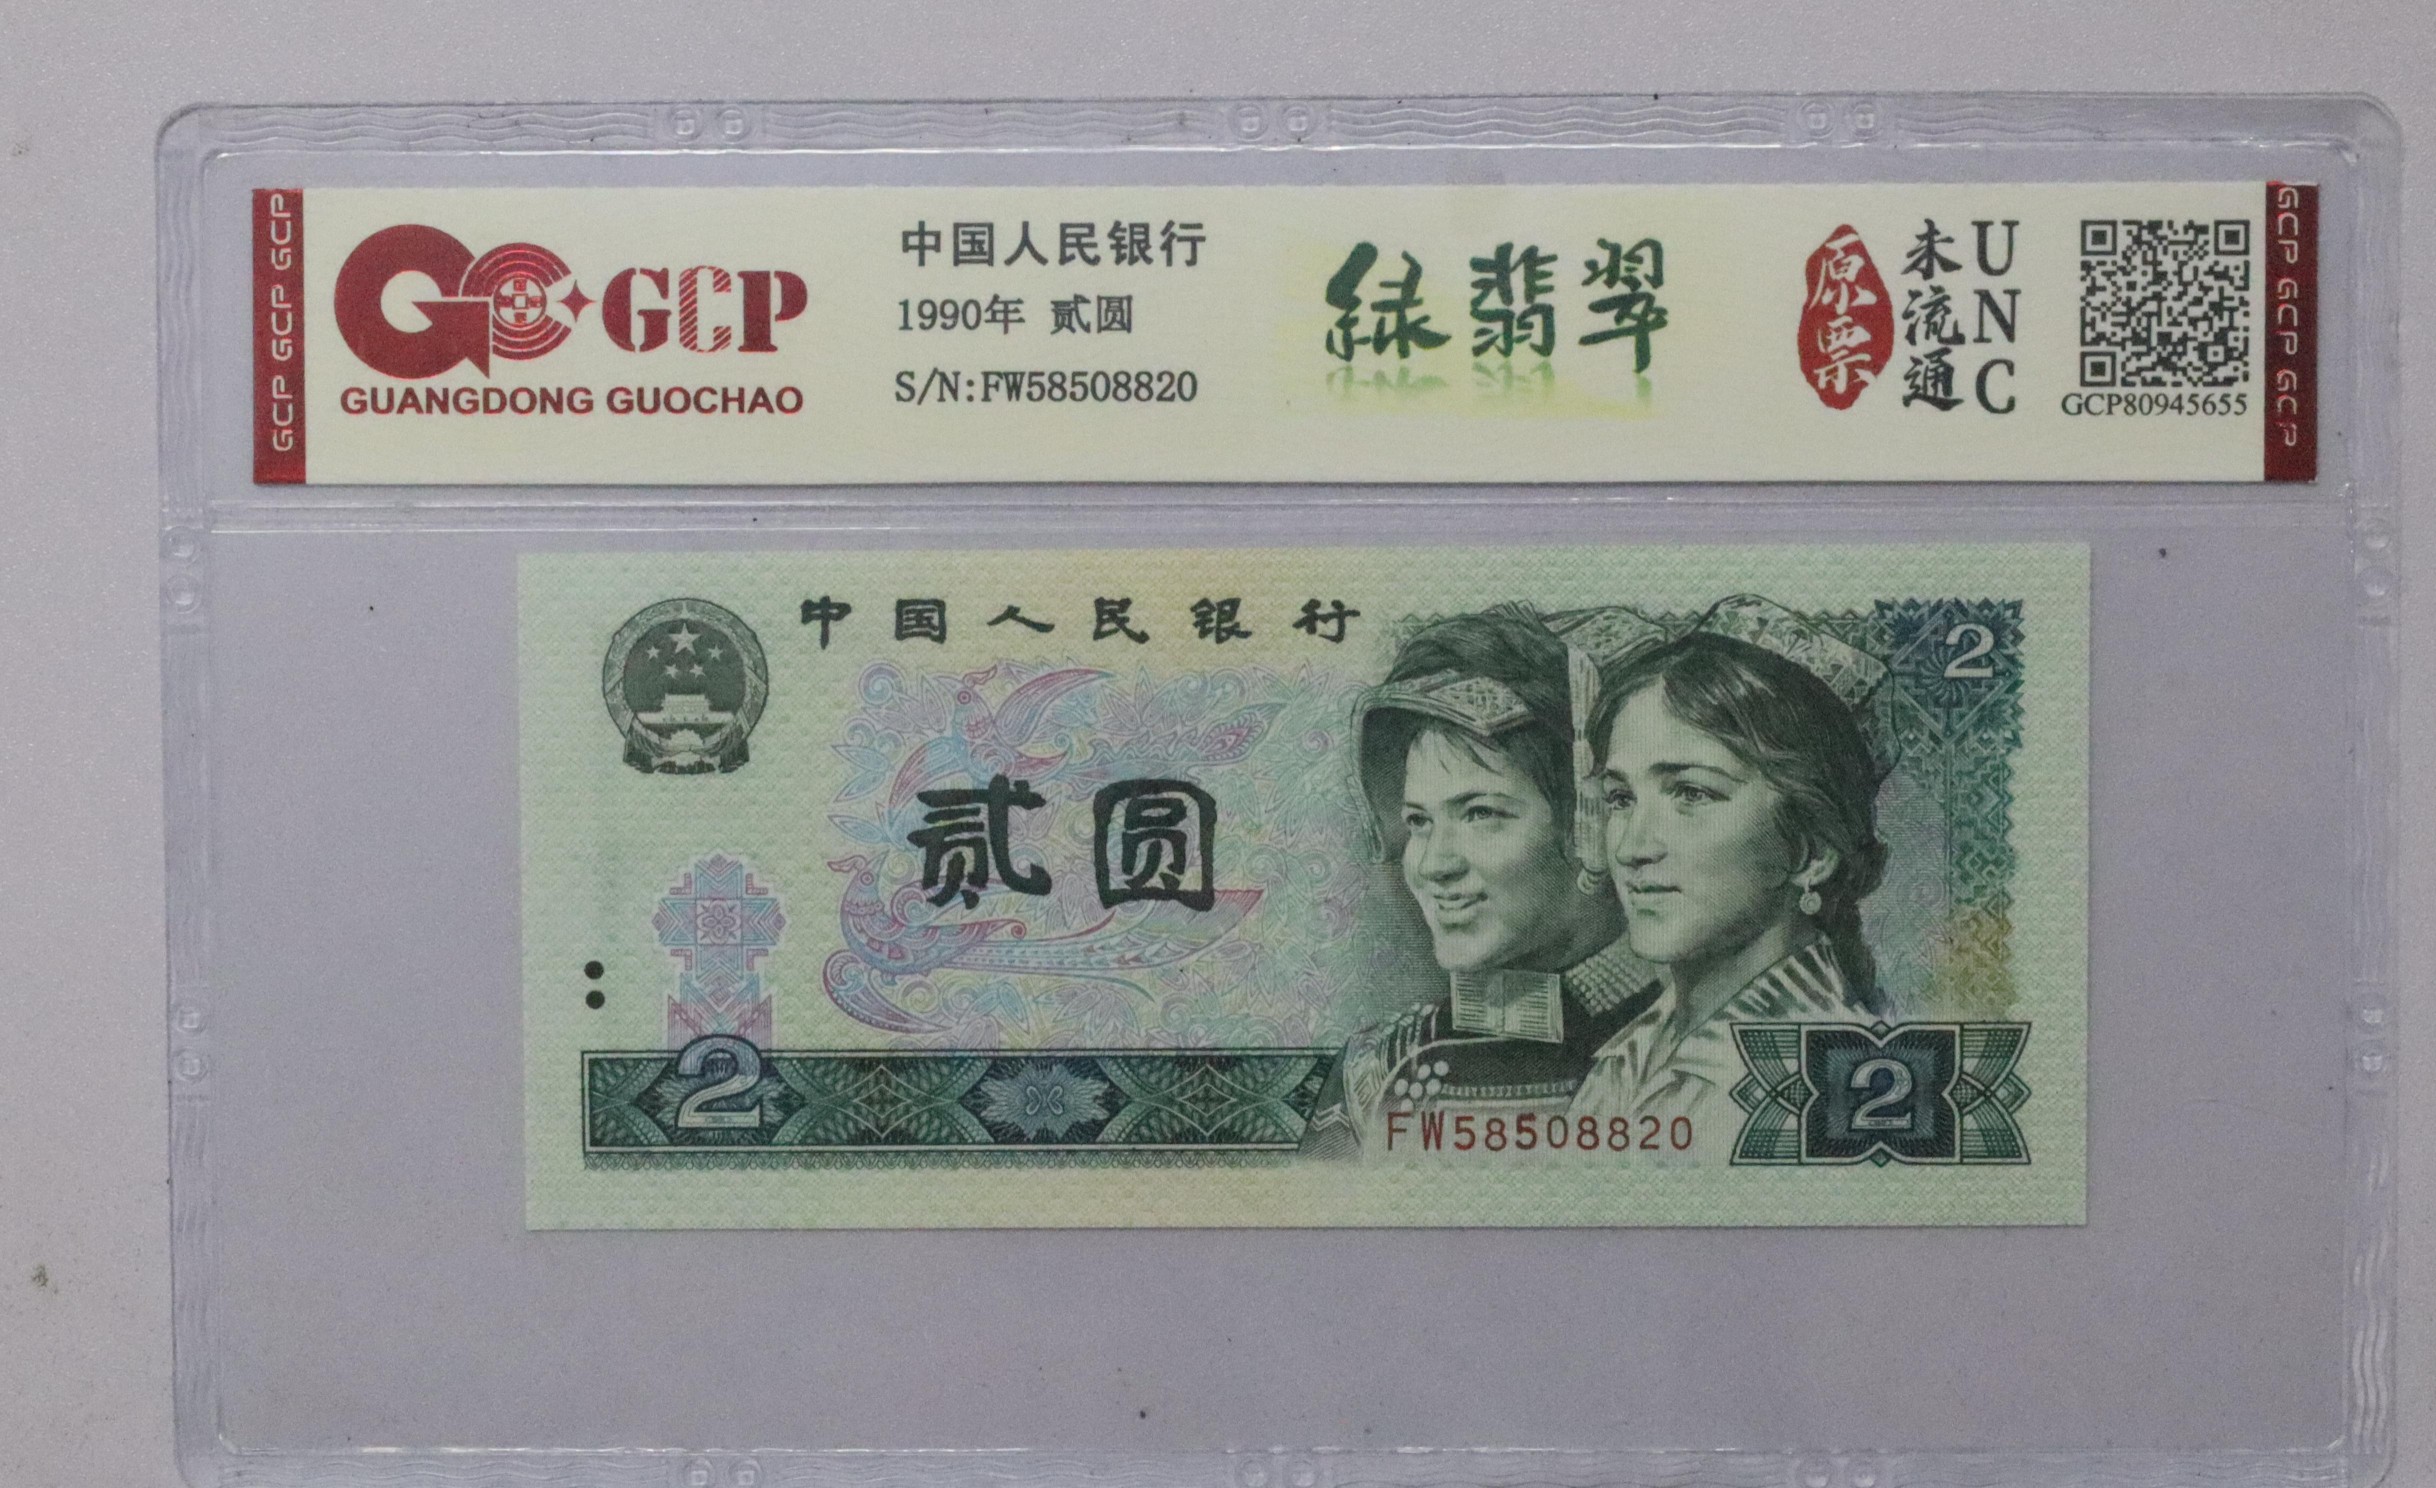 GCP GCP GCP
GCP
GUANGDONG GUOCHAO
中国人民银行
1990年 贰圆
S/N:FW58508820
绿翡翠
原票
未流通
UNC
GCP80945655
GCP GCP GCP
中国人民银行
2
贰圆
2
FW58508820
2